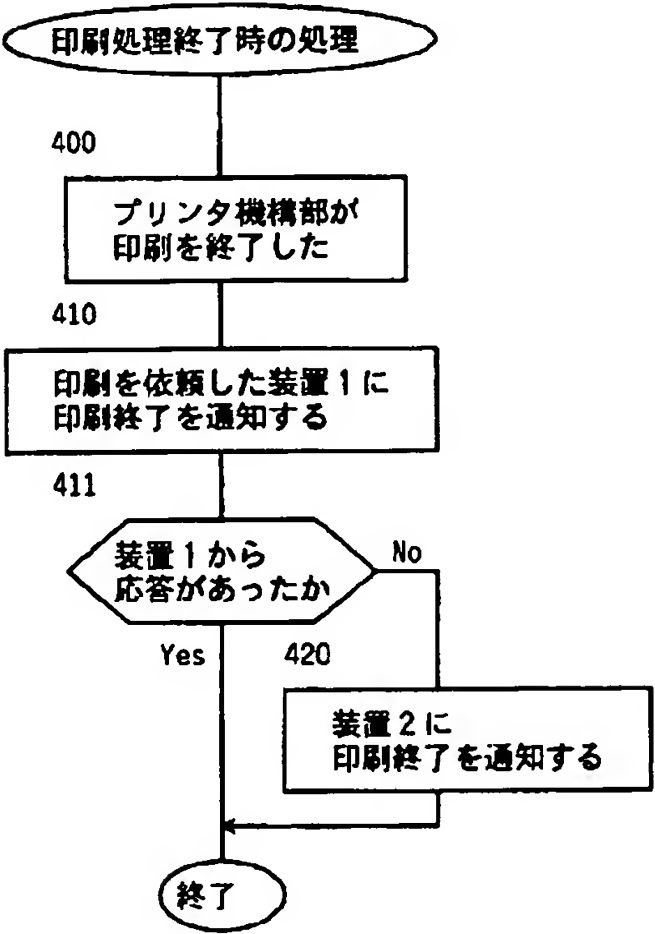 印刷処理終了時の処理
400
プリンタ機構部が
印刷を終了した
410
印刷を依頼した装置1に
印刷終了を通知する
411
装置1から
応答があったか
No
Yes
420
装置2に
印刷終了を通知する
終了